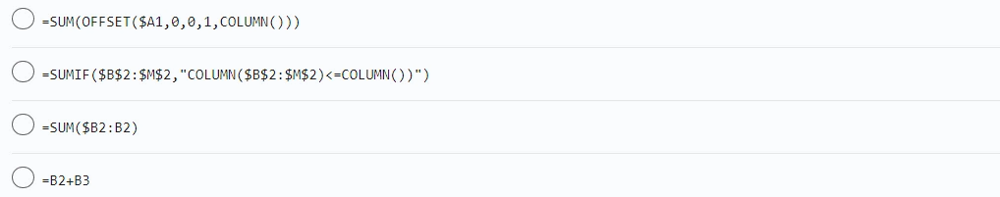 =SUM(OFFSET($A1,0,0,1,COLUMN()))
=SUMIF($B$2:$M$2,"COLUMN($B$2:$M$2)<=COLUMN())")
=SUM($B2:B2)
=B2+B3